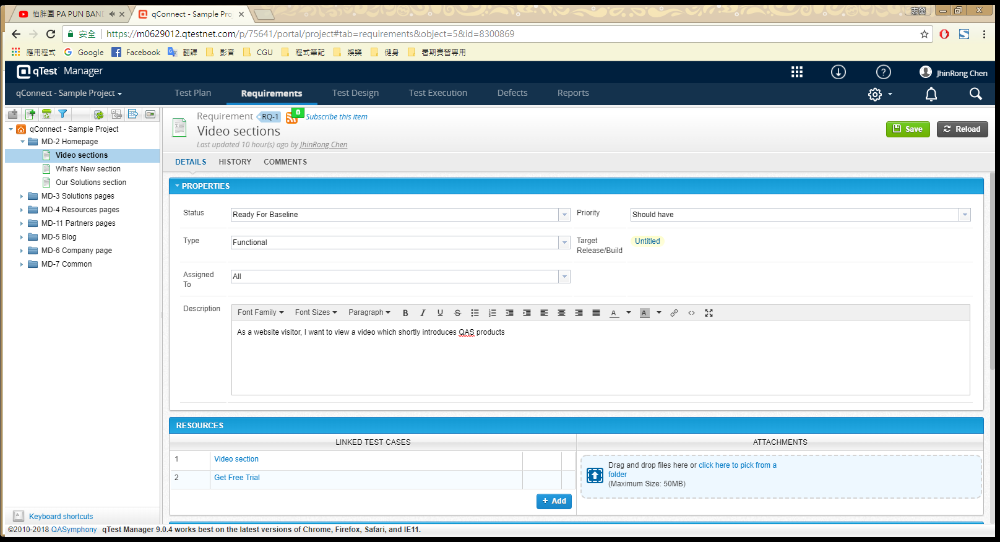 怕胖團 PA PUN BAN
qConnect - Sample Pro
志榮
安全
https://m0629012.qtestnet.com/p/75641/portal/project#tab=requirements&object=5&id=8300869
應用程式 Google Facebook 翻譯 影音 CGU 程式筆記 娛樂 健身 暑期實習專用
qTest Manager
JhinRong Chen
qConnect - Sample Project
Test Plan Requirements Test Design Test Execution Defects Reports
qConnect - Sample Project
MD-2 Homepage
Video sections
What's New section
Our Solutions section
MD-3 Solutions pages
MD-4 Resources pages
MD-11 Partners pages
MD-5 Blog
MD-6 Company page
MD-7 Common
Keyboard shortcuts
Requirement RQ-1 0 Subscribe this item
Video sections
Last updated 10 hour(s) ago by JhinRong Chen
Save Reload
DETAILS HISTORY COMMENTS
PROPERTIES
Status Ready For Baseline Priority Should have
Type Functional Target Release/Build Untitled
Assigned To All
Description
Font Family Font Sizes Paragraph B I U S A A
As a website visitor, I want to view a video which shortly introduces QAS products
RESOURCES
LINKED TEST CASES ATTACHMENTS
1 Video section
2 Get Free Trial
+ Add
Drag and drop files here or click here to pick from a
folder
(Maximum Size: 50MB)
©2010-2018 QASymphony qTest Manager 9.0.4 works best on the latest versions of Chrome, Firefox, Safari, and IE11.